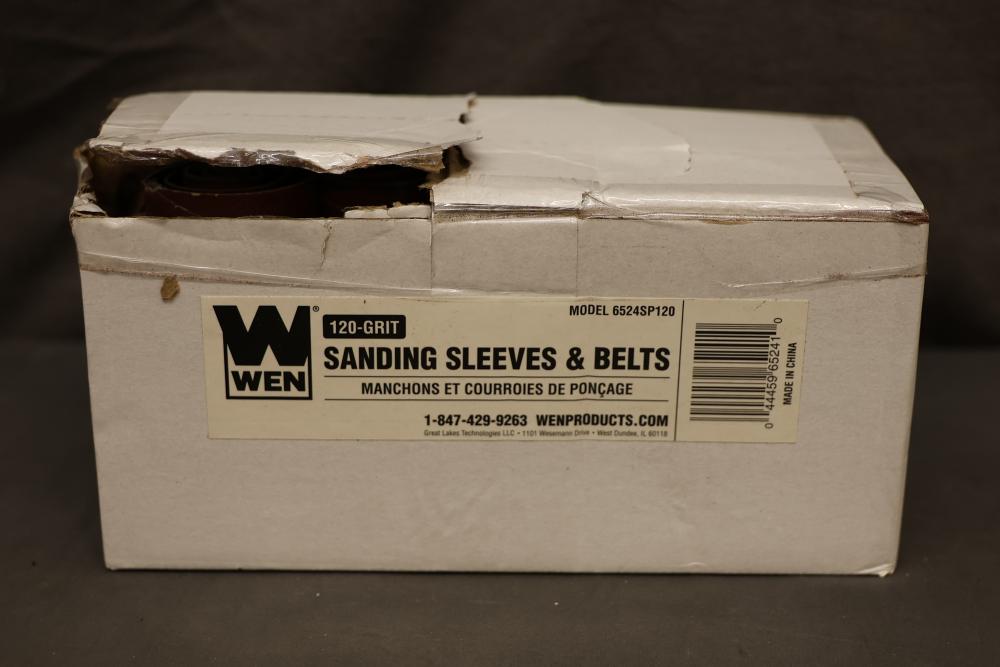 W®
WEN
120-GRIT
MODEL 6524SP120
SANDING SLEEVES & BELTS
MANCHONS ET COURROIES DE PONÇAGE
1-847-429-9263 WENPRODUCTS.COM
Great Lakes Technologies LLC • 1101 Wesemann Drive • West Dundee, IL 60118
0 44459 65241 0
MADE IN CHINA